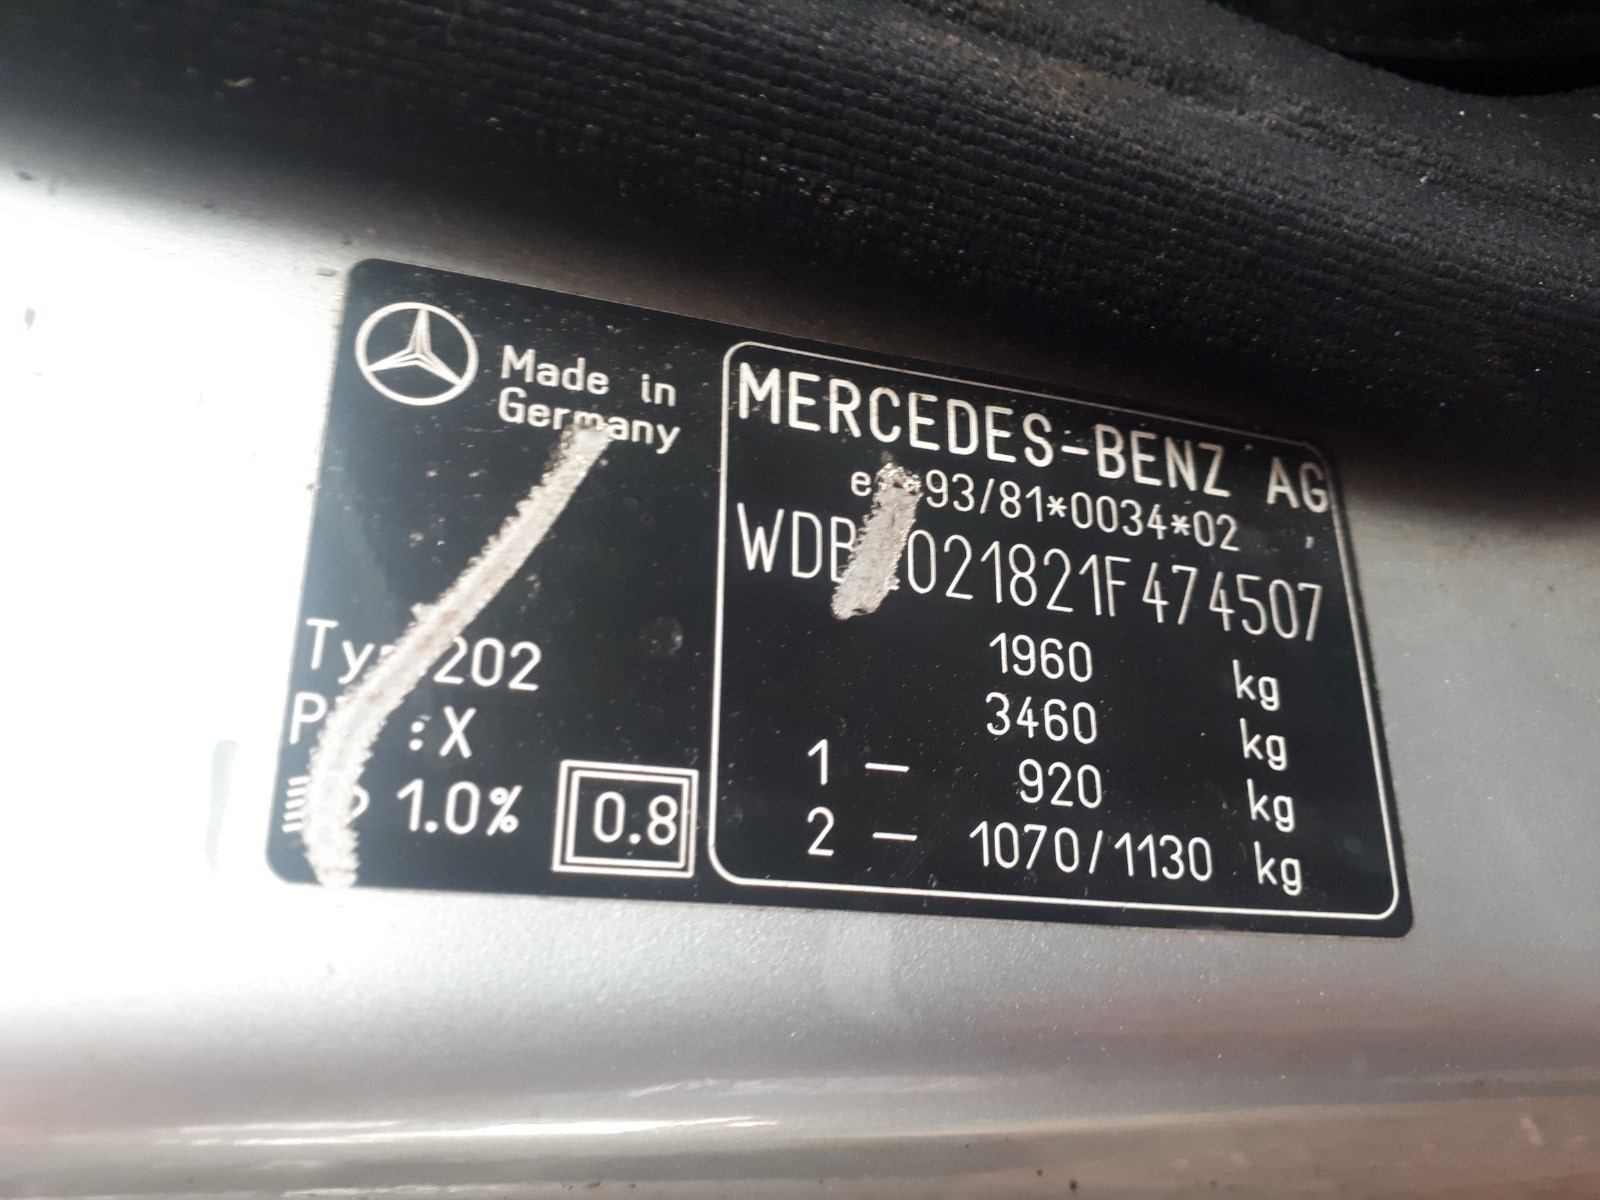 Made in
Germany
202
:X
1.0%
0.8
MERCEDES-BENZ AG
93/81*0034*02
021821F474507
1960 kg
3460 kg
1 – 920 kg
2 – 1070/1130 kg